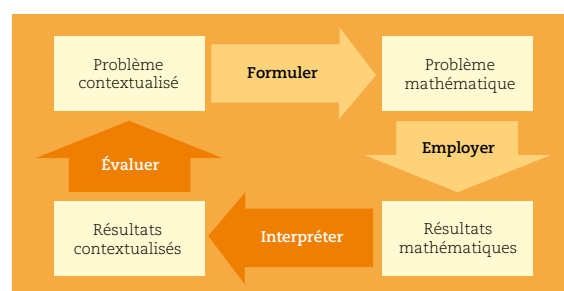 Problème
contextualisé
Formuler
Problème
mathématique
Évaluer
Employer
Résultats
contextualisés
Interpréter
Résultats
mathématiques